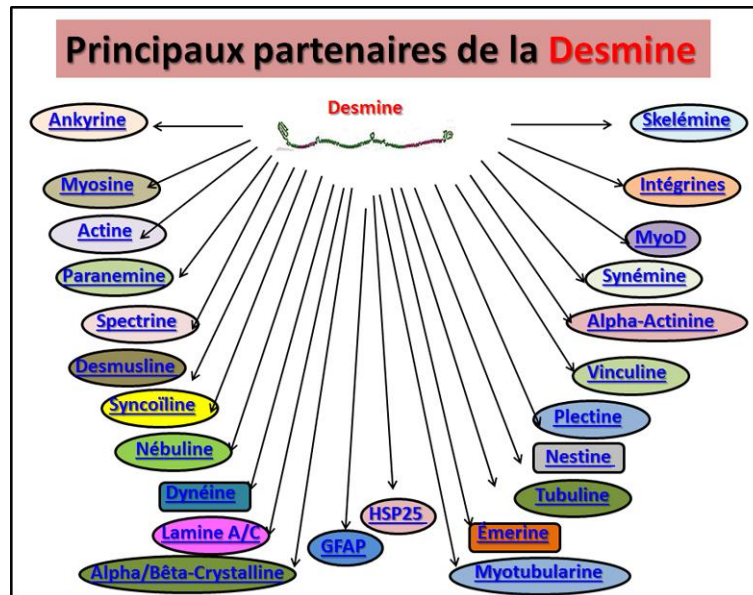 Principaux partenaires de la Desmine
Desmine
Ankyrine
Skelémine
Myosine
Intégrines
Actine
MyoD
Paranemine
Synémine
Spectrine
Alpha-Actinine
Desmusline
Vinculine
Syncoïline
Plectine
Nébuline
Nestine
Dynéine
Tubuline
HSP25
Lamine A/C
Émerine
GFAP
Alpha/Bêta-Crystalline
Myotubularine